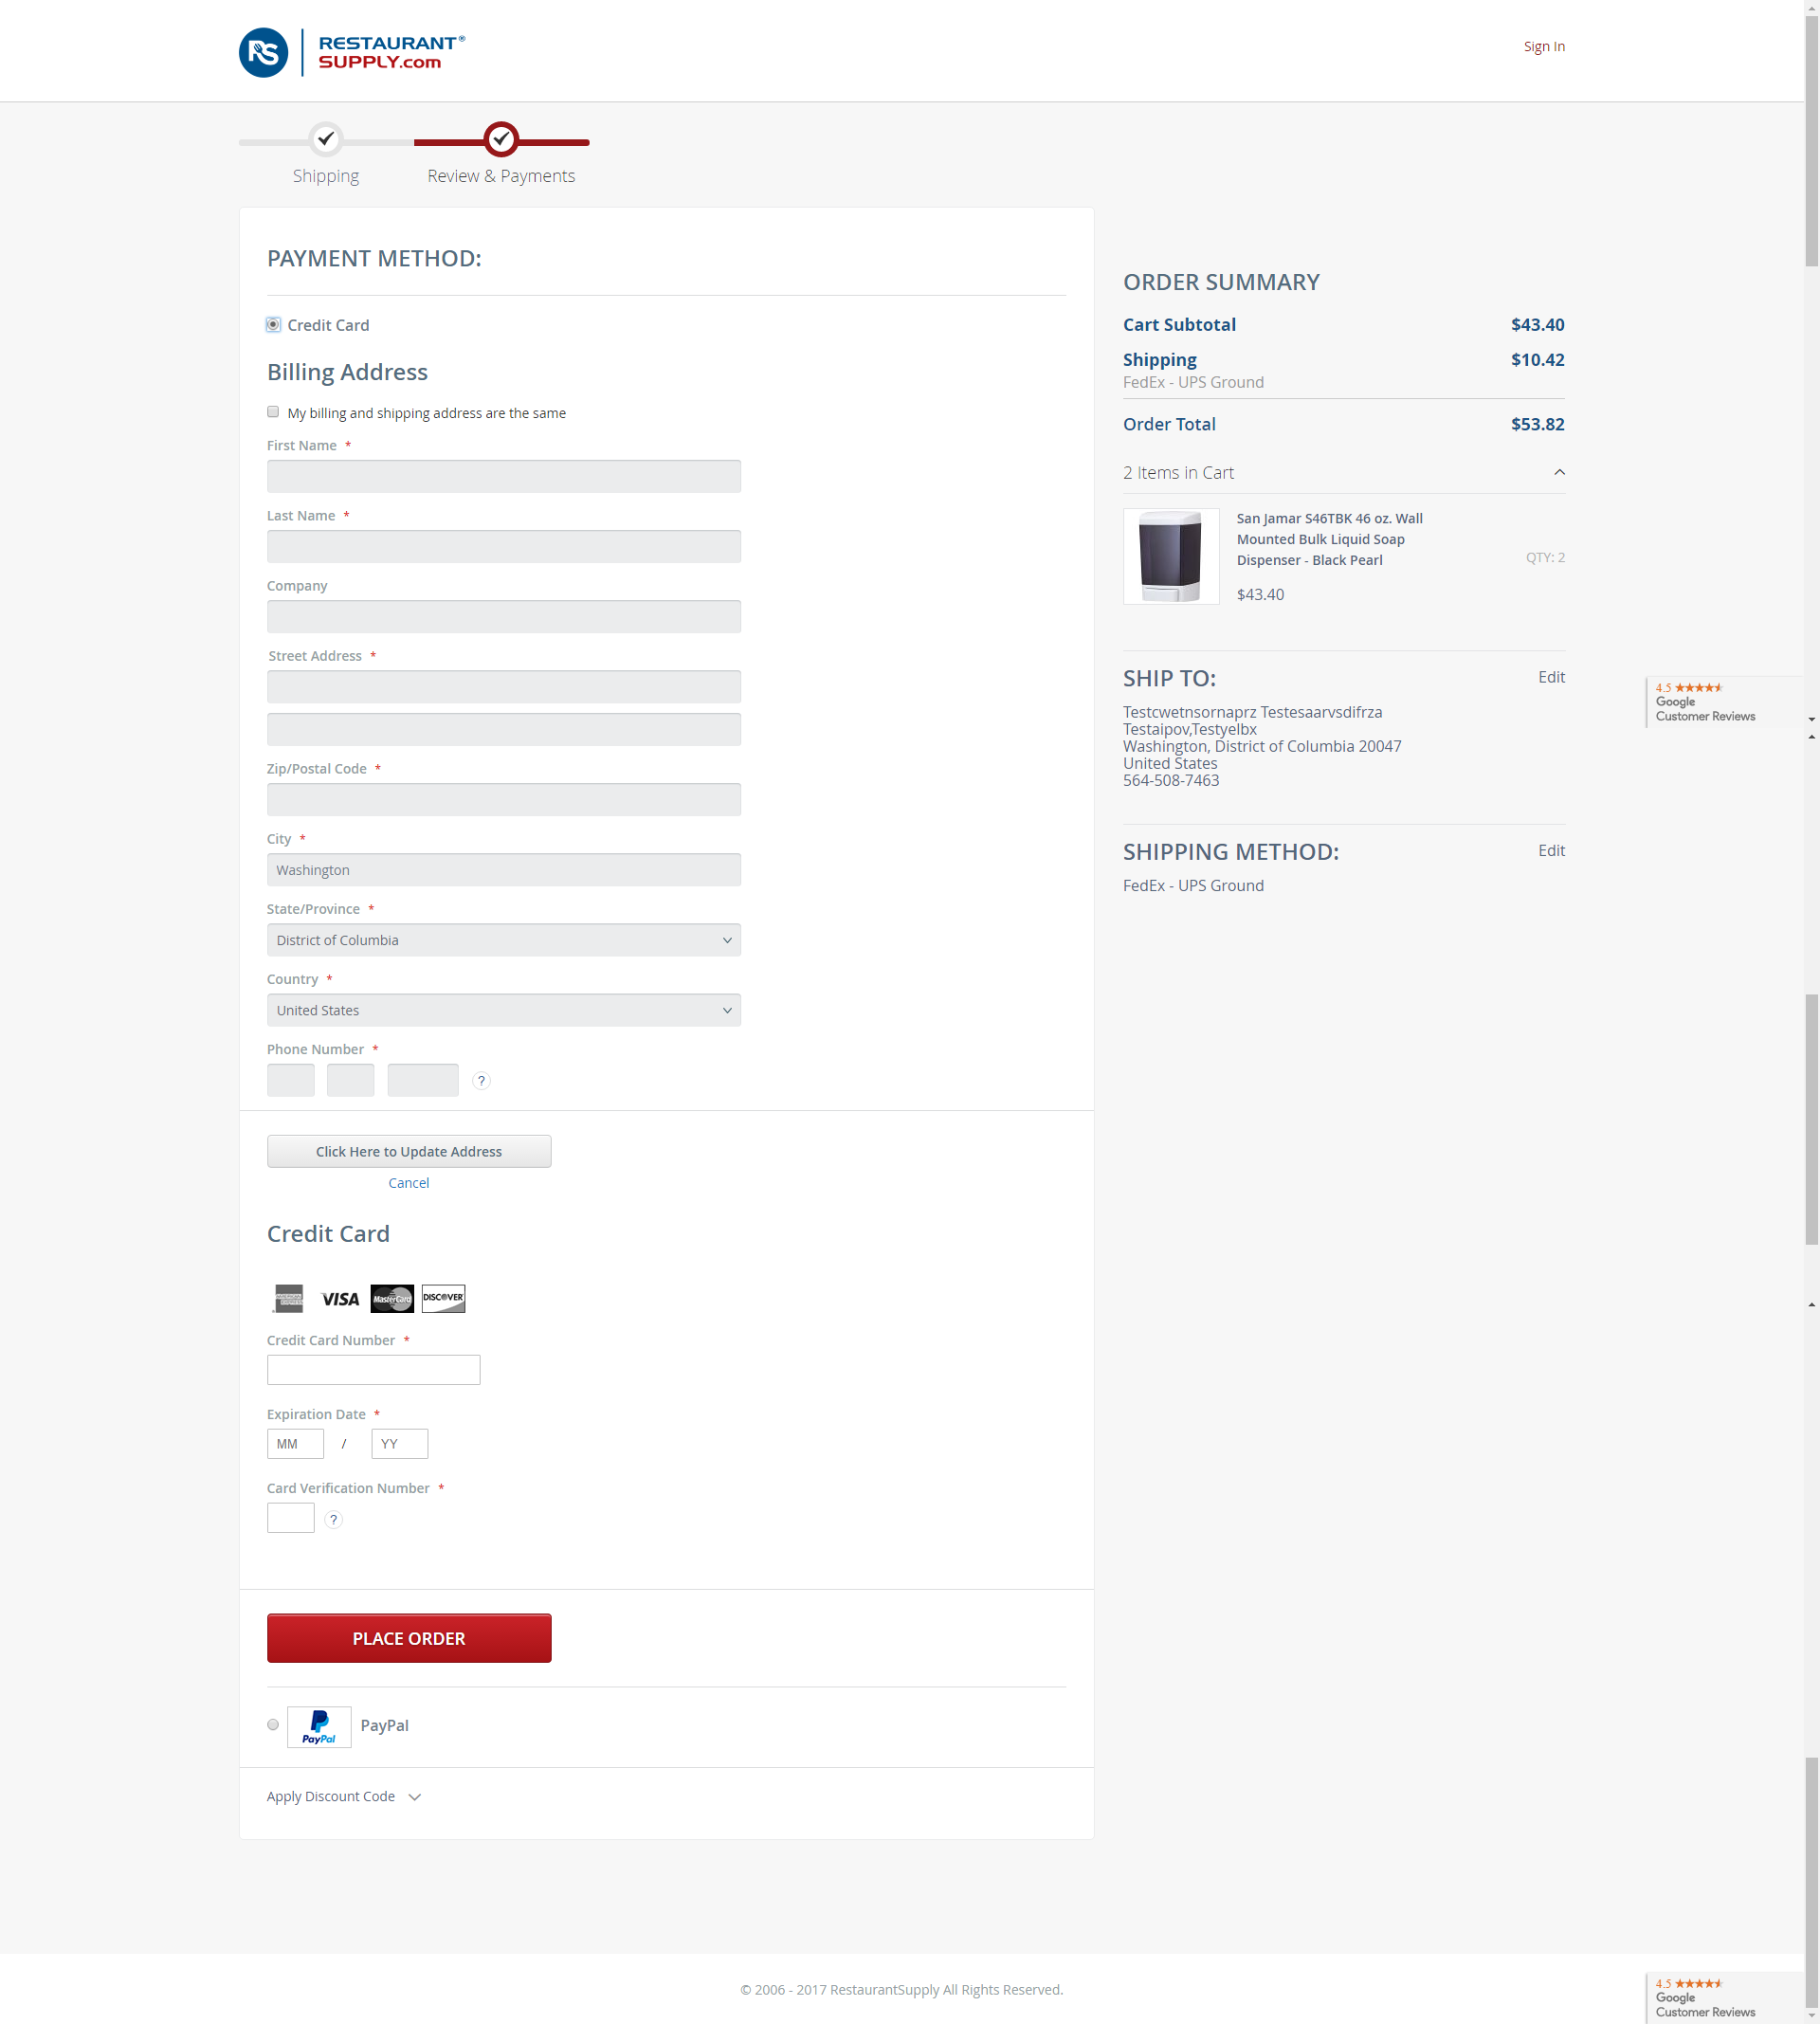 RS
RESTAURANT®
SUPPLY.com
Sign In
Shipping
Review & Payments
PAYMENT METHOD:
Credit Card
Billing Address
My billing and shipping address are the same
First Name *
Last Name *
Company
Street Address *
Zip/Postal Code *
City *
Washington
State/Province *
District of Columbia
Country *
United States
Phone Number *
?
Click Here to Update Address
Cancel
Credit Card
VISA MasterCard DISCOVER
Credit Card Number *
Expiration Date *
MM / YY
Card Verification Number *
?
PLACE ORDER
PayPal PayPal
Apply Discount Code
ORDER SUMMARY
Cart Subtotal $43.40
Shipping $10.42
FedEx - UPS Ground
Order Total $53.82
2 Items in Cart
San Jamar S46TBK 46 oz. Wall
Mounted Bulk Liquid Soap
Dispenser - Black Pearl
QTY: 2
$43.40
SHIP TO: Edit
Testcwetnsornaprz Testesaarvsdifrza
Testaipov,Testyelbx
Washington, District of Columbia 20047
United States
564-508-7463
SHIPPING METHOD: Edit
FedEx - UPS Ground
4.5
Google
Customer Reviews
© 2006 - 2017 RestaurantSupply All Rights Reserved.
4.5
Google
Customer Reviews